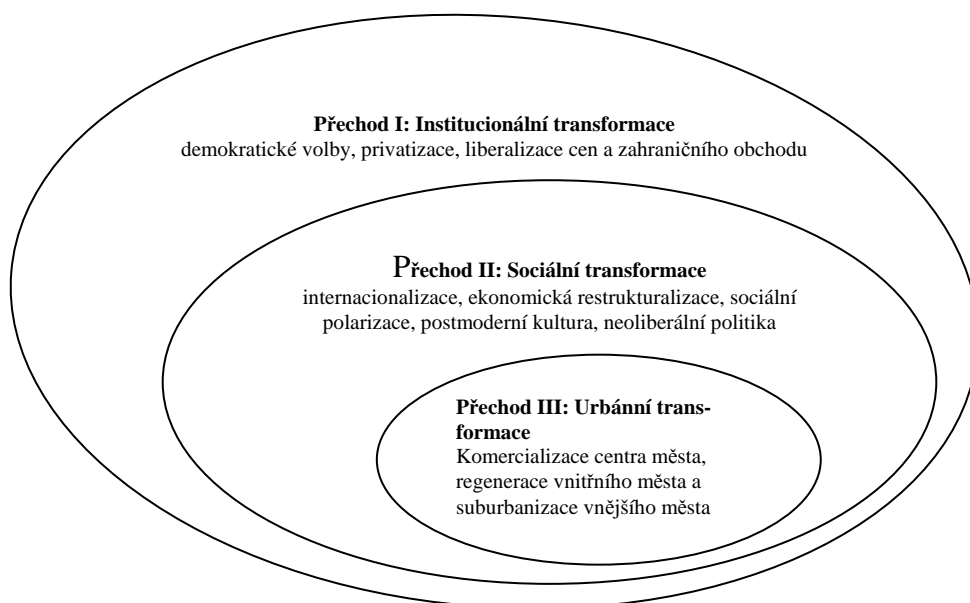 Přechod I: Institucionální transformace
demokratické volby, privatizace, liberalizace cen a zahraničního obchodu
Přechod II: Sociální transformace
internacionalizace, ekonomická restrukturalizace, sociální
polarizace, postmoderní kultura, neoliberální politika
Přechod III: Urbánní trans-
formace
Komercializace centra města,
regenerace vnitřního města a
suburbanizace vnějšího města